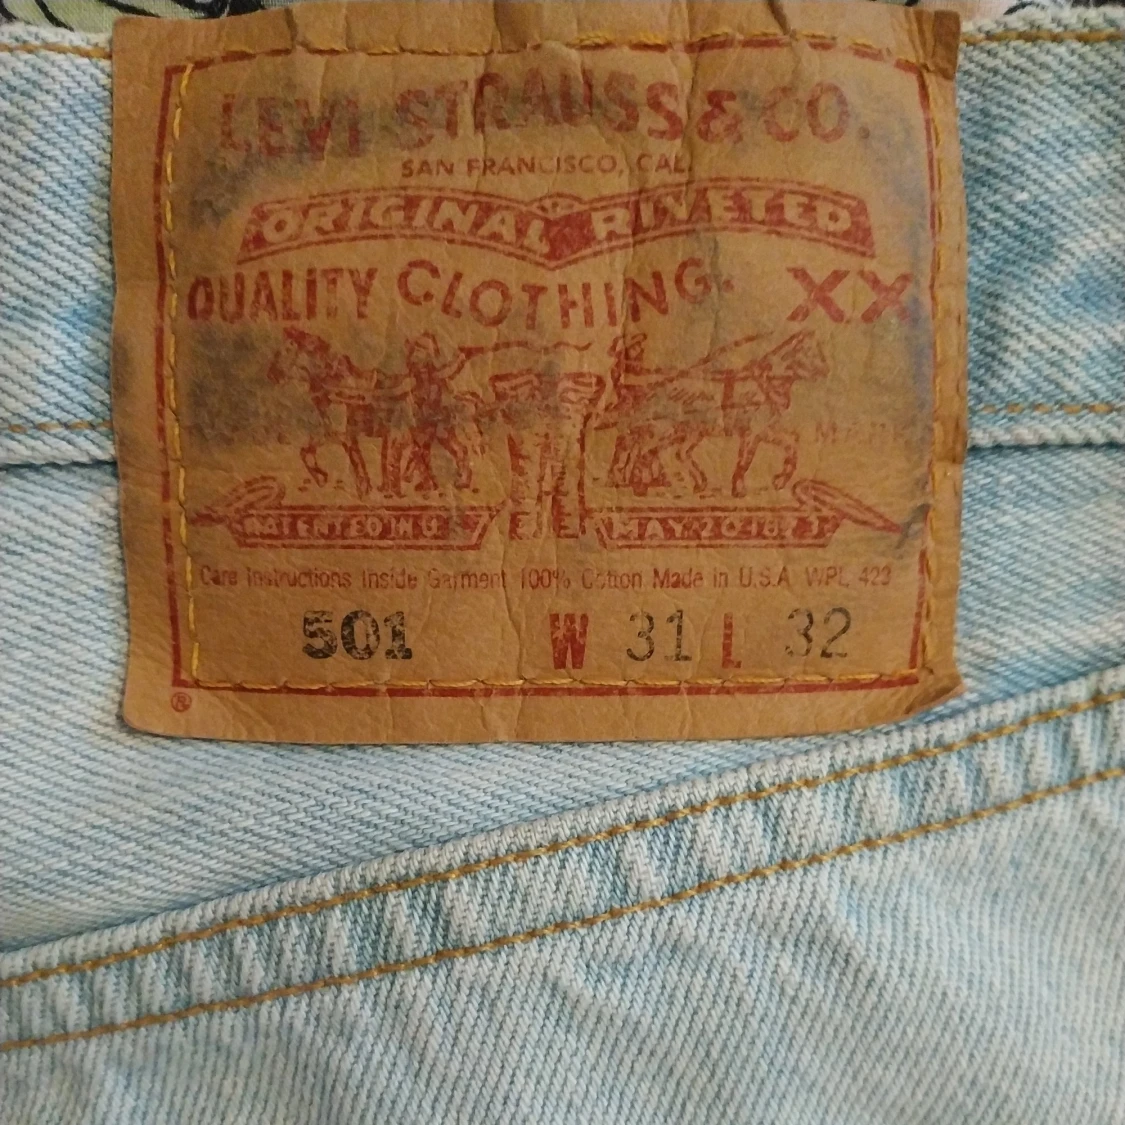 LEVI STRAUSS & CO.
SAN FRANCISCO, CAL.
ORIGINAL RIVETED
QUALITY CLOTHING. XX
PATENTED IN U S
MAY 20 1873
Care Instructions Inside Garment 100% Cotton Made in U.S.A. WPL 423
501 W 31 L 32
®